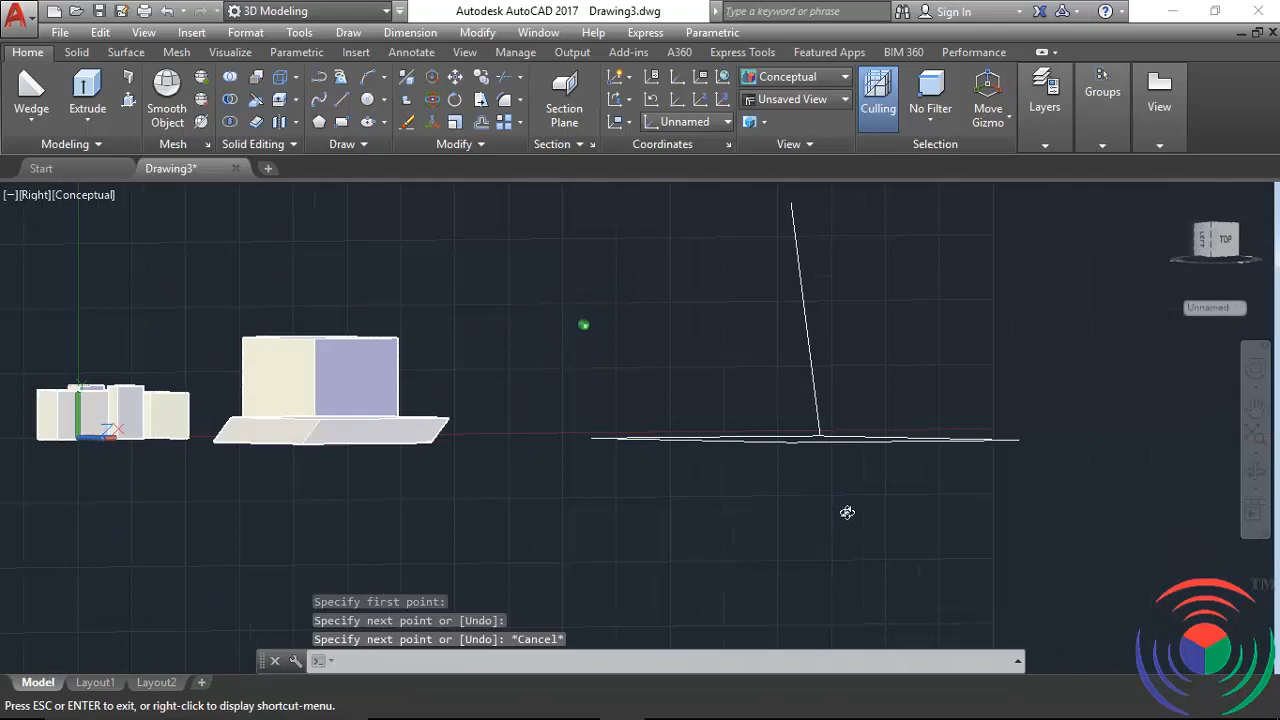 3D Modeling
Autodesk AutoCAD 2017 Drawing3.dwg
Type a keyword or phrase
Sign In
File Edit View Insert Format Tools Draw Dimension Modify Window Help Express Parametric
Home Solid Surface Mesh Visualize Parametric Insert Annotate View Manage Output Add-ins A360 Express Tools Featured Apps BIM 360 Performance
Wedge Extrude Smooth Object Section Plane Conceptual Unsaved View Unnamed Culling No Filter Move Gizmo Layers Groups View
Modeling Mesh Solid Editing Draw Modify Section Coordinates View Selection
Start Drawing3*
[−][Right][Conceptual]
LEFT TOP
Unnamed
Z X
Specify first point:
Specify next point or [Undo]:
Specify next point or [Undo]: *Cancel*
TM
Model Layout1 Layout2
Press ESC or ENTER to exit, or right-click to display shortcut-menu.